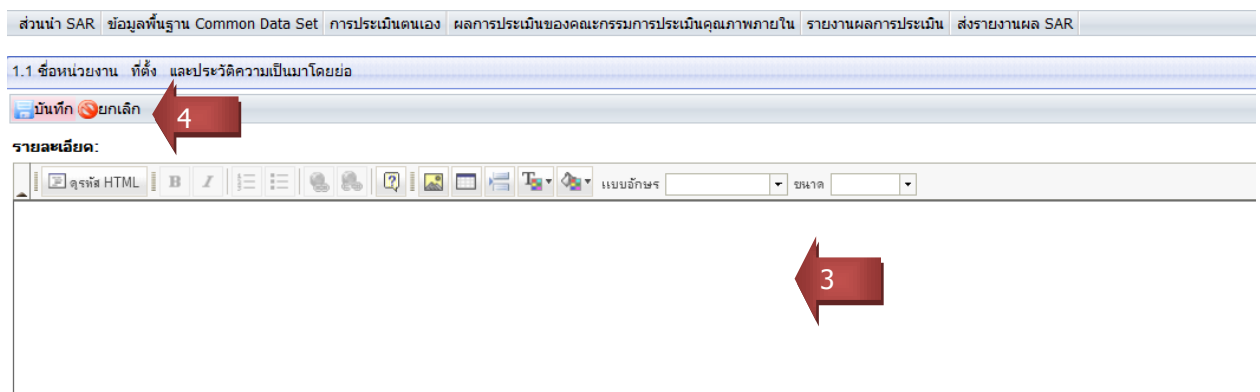 ส่วนนำ SAR ข้อมูลพื้นฐาน Common Data Set การประเมินตนเอง ผลการประเมินของคณะกรรมการประเมินคุณภาพภายใน รายงานผลการประเมิน ส่งรายงานผล SAR
1.1 ชื่อหน่วยงาน ที่ตั้ง และประวัติความเป็นมาโดยย่อ
บันทึก ยกเลิก
4
รายละเอียด:
ดูรหัส HTML B I แบบอักษร ขนาด
3